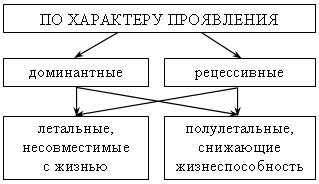 ПО ХАРАКТЕРУ ПРОЯВЛЕНИЯ
доминантные
рецессивные
летальные,
несовместимые
с жизнью
полулетальные,
снижающие
жизнеспособность